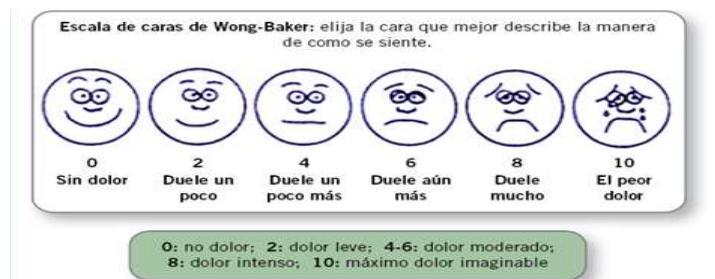 Escala de caras de Wong-Baker: elija la cara que mejor describe la manera
de como se siente.
0 2 4 6 8 10
Sin dolor Duele un Duele un Duele aún Duele El peor
poco poco más más mucho dolor
0: no dolor; 2: dolor leve; 4-6: dolor moderado;
8: dolor intenso; 10: máximo dolor imaginable